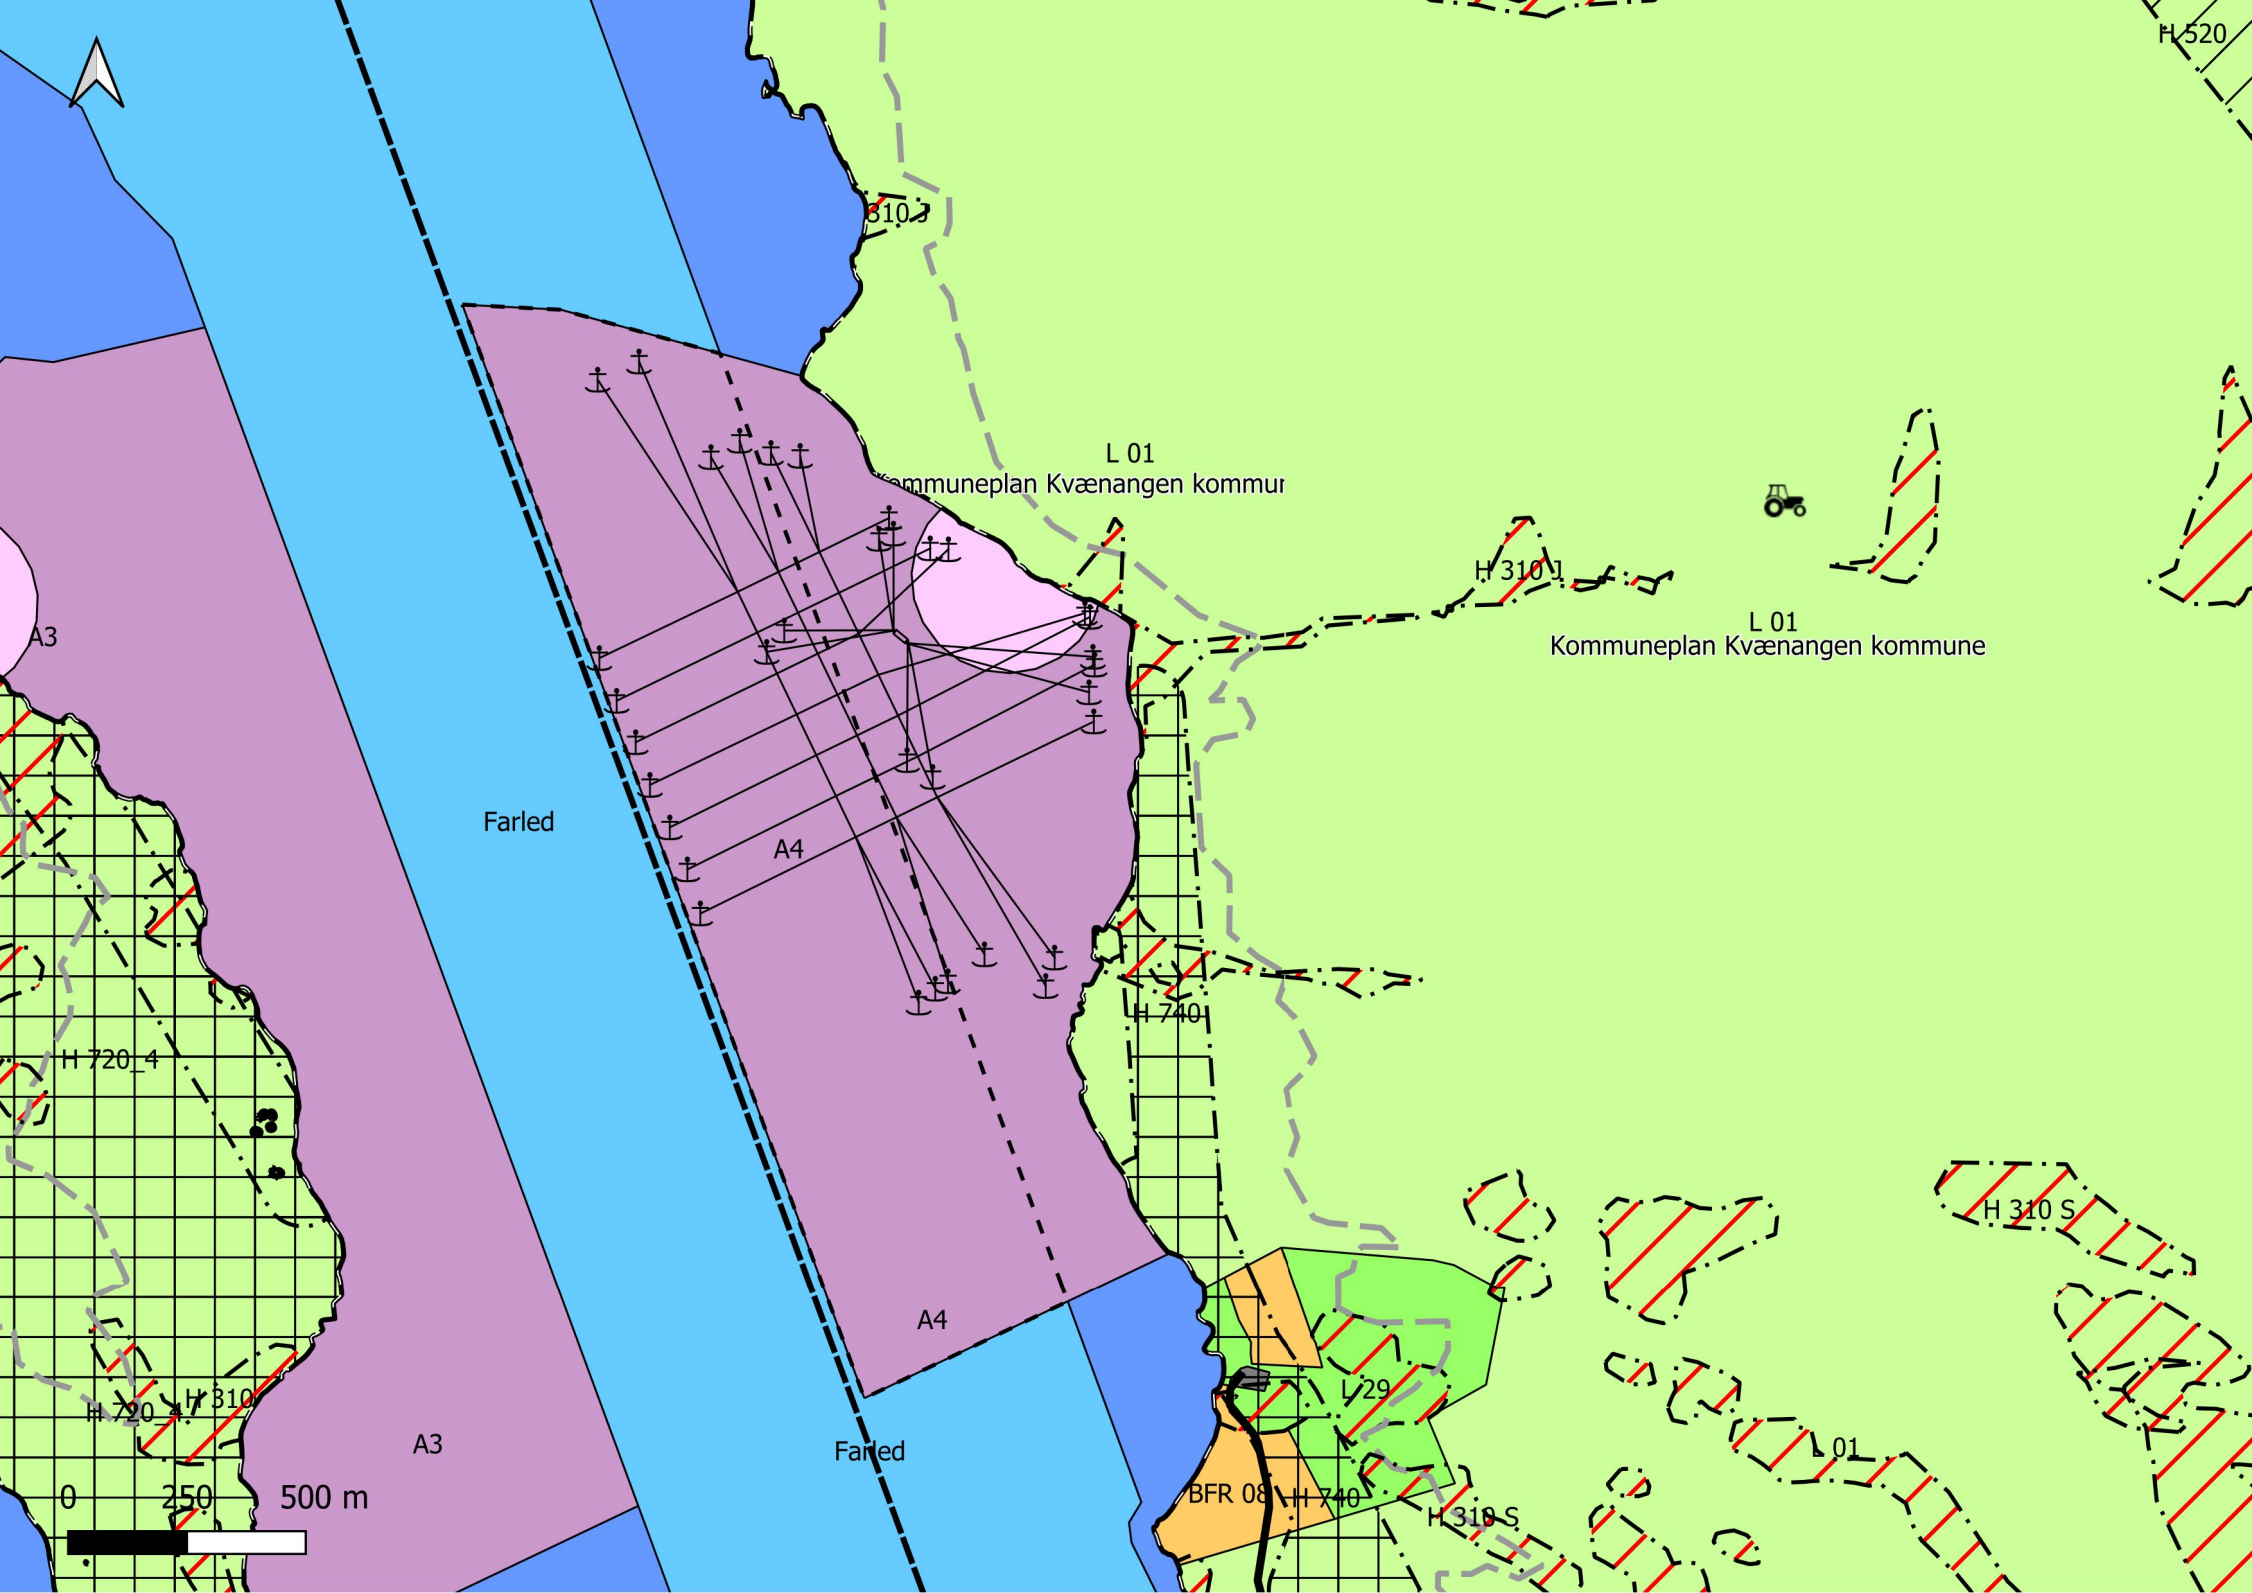 H 520
310 J
L 01
Kommuneplan Kvænangen kommur
H 310 J
L 01
Kommuneplan Kvænangen kommune
A3
Farled
A4
H 740
H 720_4
H 310 S
A4
L 29
H 310
H 720_4
A3
Farled
L 01
0 250 500 m
BFR 08
H 740
H 310 S